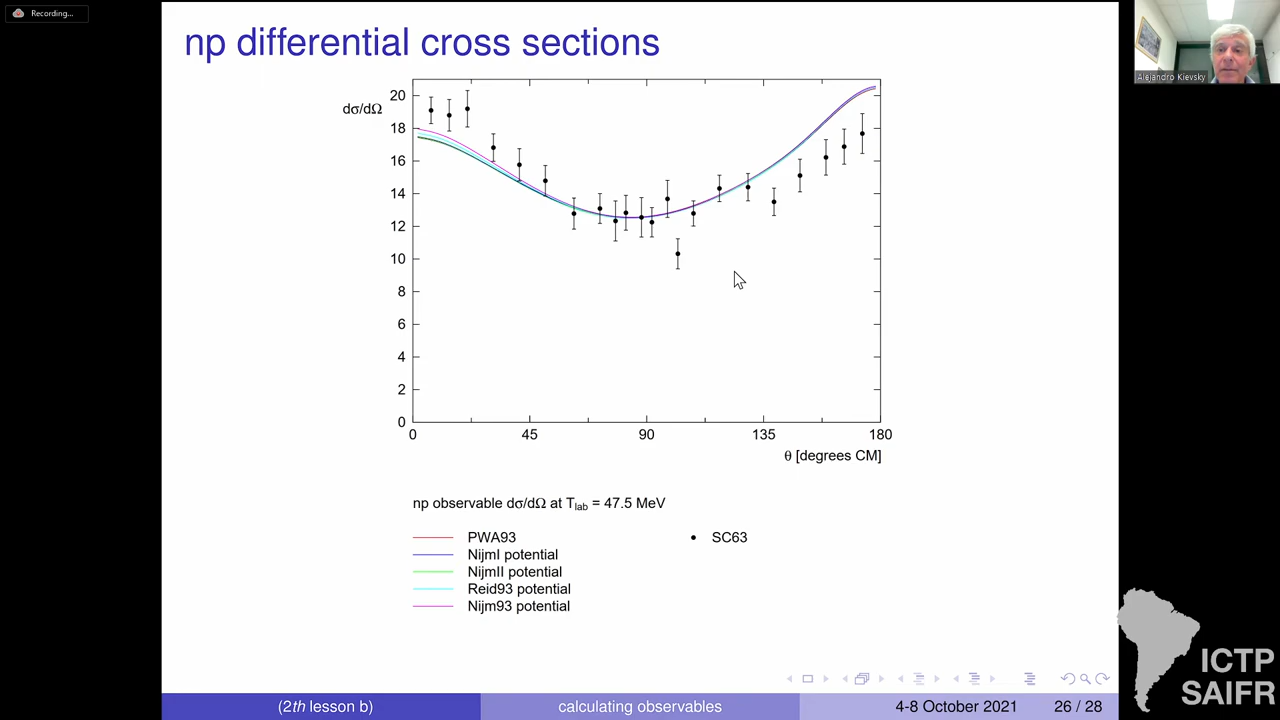 Recording...
np differential cross sections
Alejandro Kievsky
dσ/dΩ
20
18
16
14
12
10
8
6
4
2
0
0 45 90 135 180
θ [degrees CM]
np observable dσ/dΩ at Tlab = 47.5 MeV
PWA93
NijmI potential
NijmII potential
Reid93 potential
Nijm93 potential
SC63
ICTP
SAIFR
(2th lesson b) calculating observables 4-8 October 2021 26 / 28